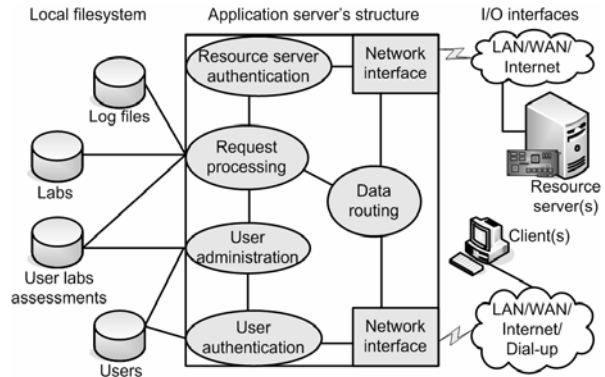 Local filesystem
Application server's structure
I/O interfaces
Log files
Labs
User labs
assessments
Users
Resource server
authentication
Request
processing
User
administration
User
authentication
Network
interface
Data
routing
Network
interface
LAN/WAN/
Internet
Resource
server(s)
Client(s)
LAN/WAN/
Internet/
Dial-up